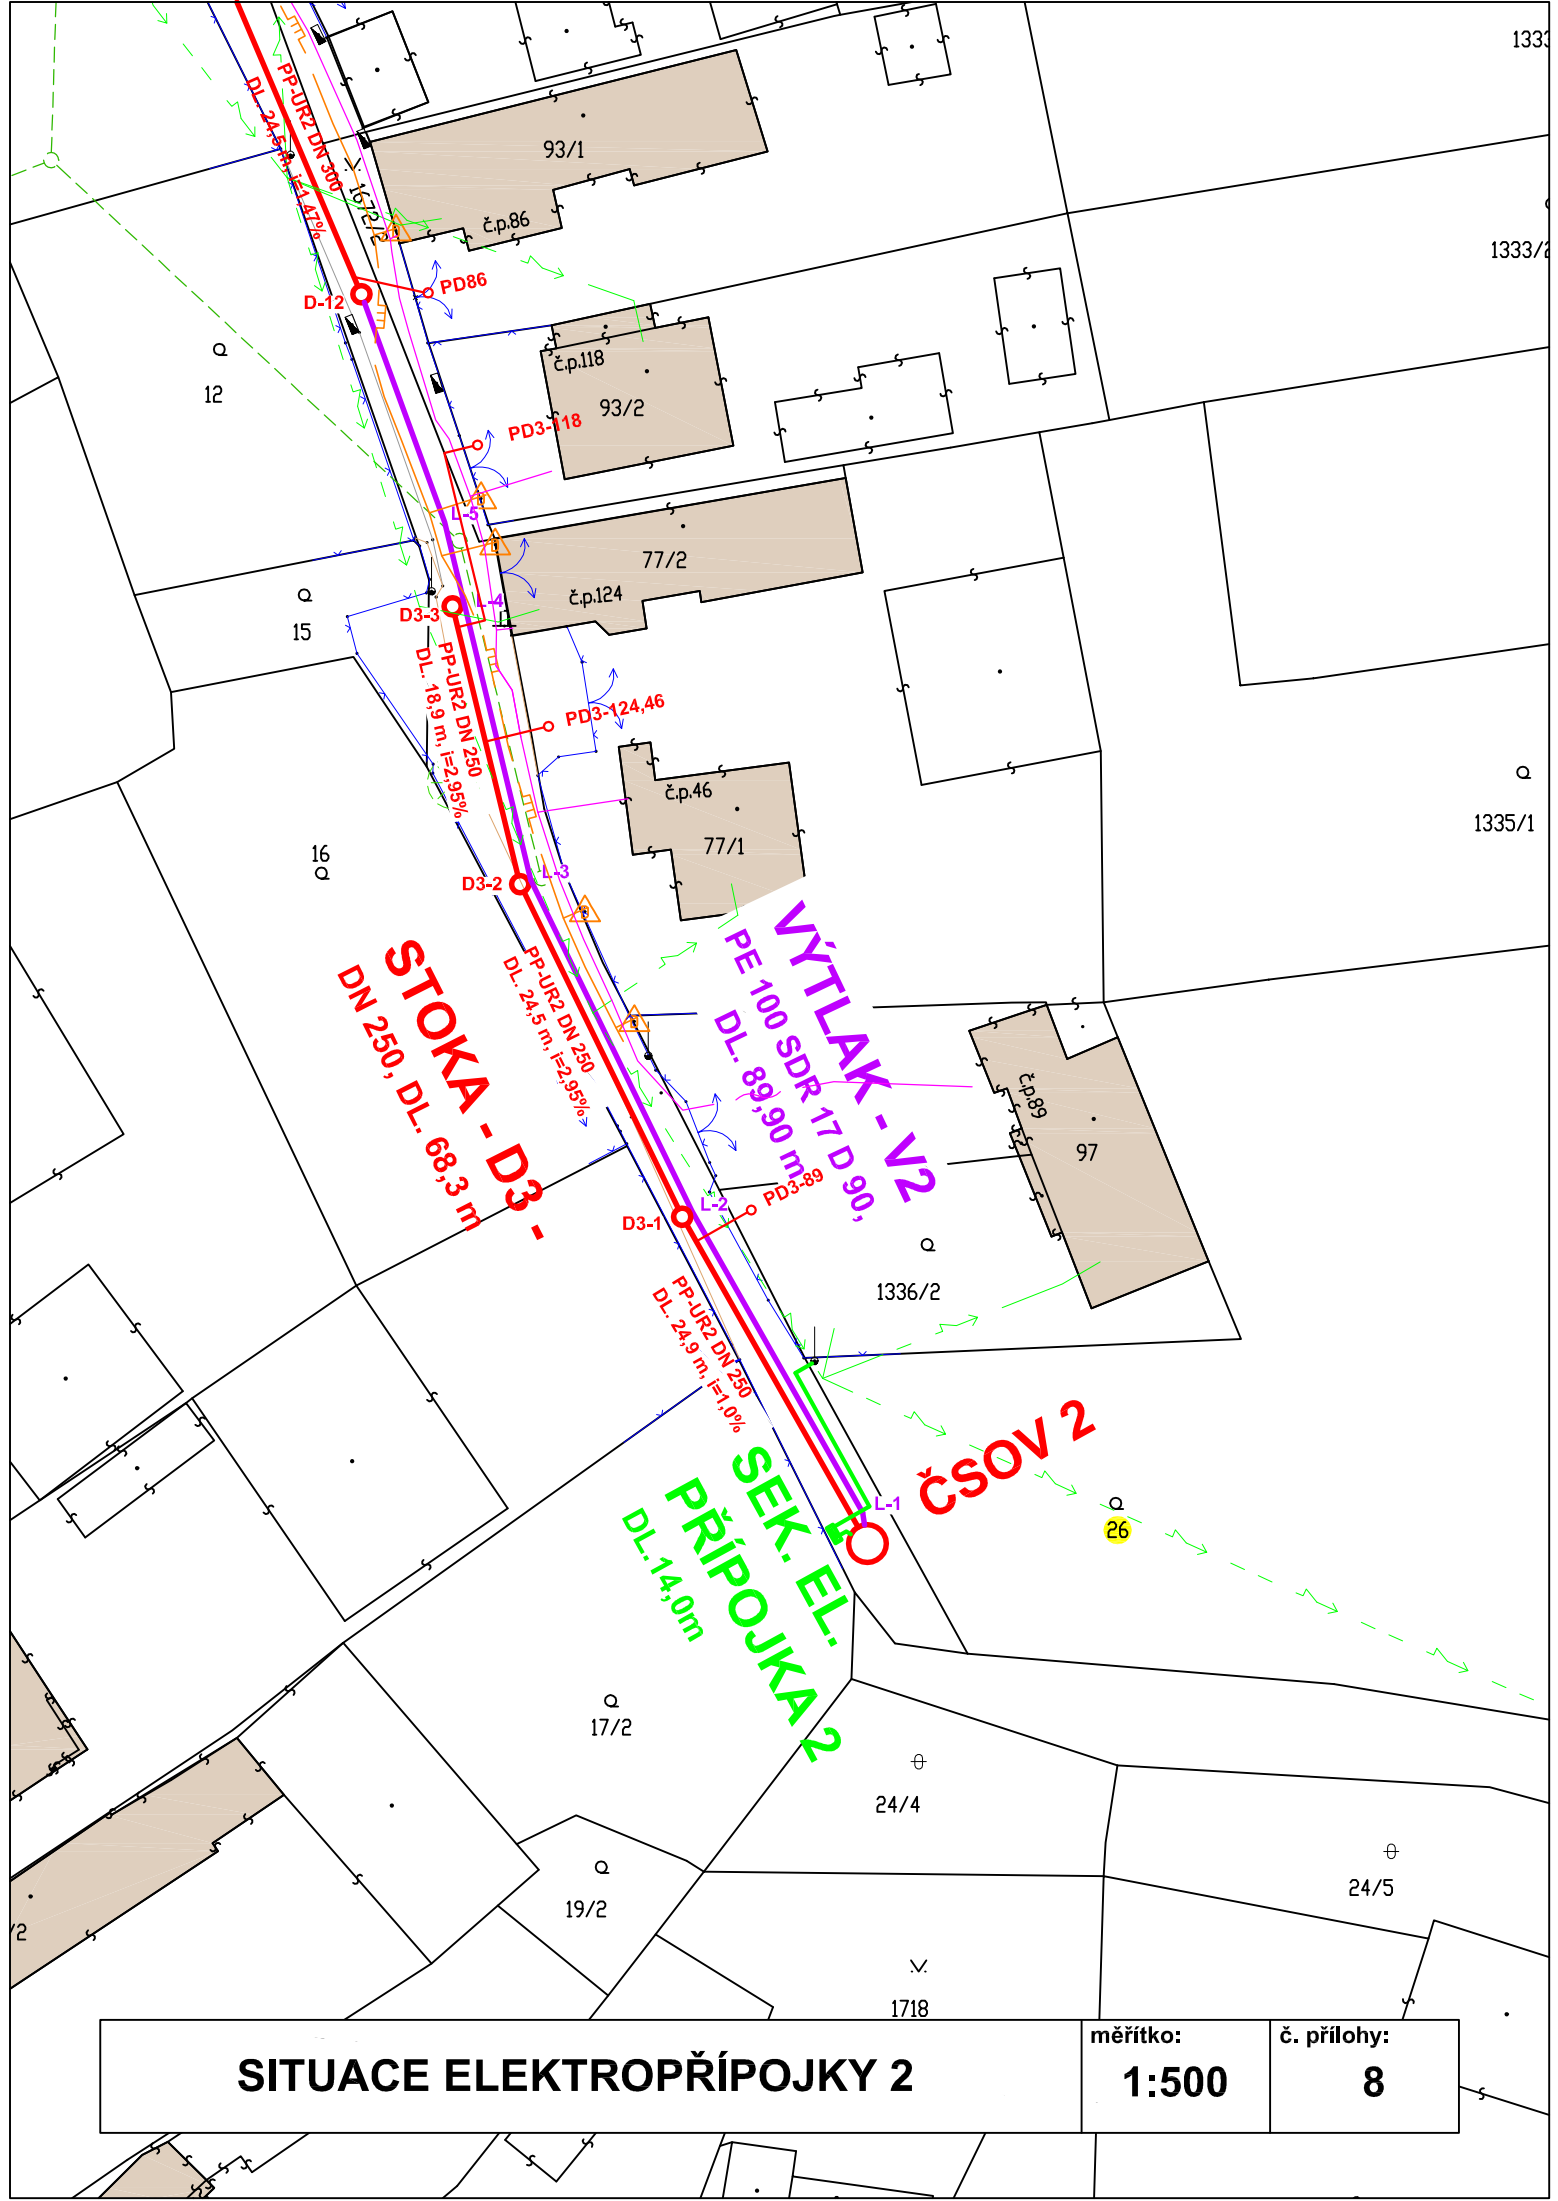 1333
93/1
PP-UR2 DN 300
DL. 24,5 m, i=1,47%
1672/2
č.p.86
1333/2
PD86
D-12
č.p.118
12
93/2
PD3-118
L-5
77/2
č.p.124
L-4
D3-3
15
PP-UR2 DN 250
DL. 18,9 m, i=2,95%
PD3-124,46
č.p.46
77/1
1335/1
16
L-3
D3-2
STOKA - D3 -
DN 250, DL. 68,3 m
PP-UR2 DN 250
DL. 24,5 m, i=2,95%
VÝTLAK - V2
PE 100 SDR 17 D 90,
DL. 89,90 m
č.p.89
97
PD3-89
L-2
D3-1
1336/2
PP-UR2 DN 250
DL. 24,9 m, i=1,0%
ČSOV 2
L-1
26
SEK. EL.
PŘÍPOJKA 2
DL.14,0m
17/2
24/4
24/5
19/2
/2
1718
SITUACE ELEKTROPŘÍPOJKY 2
měřítko:
1:500
č. přílohy:
8